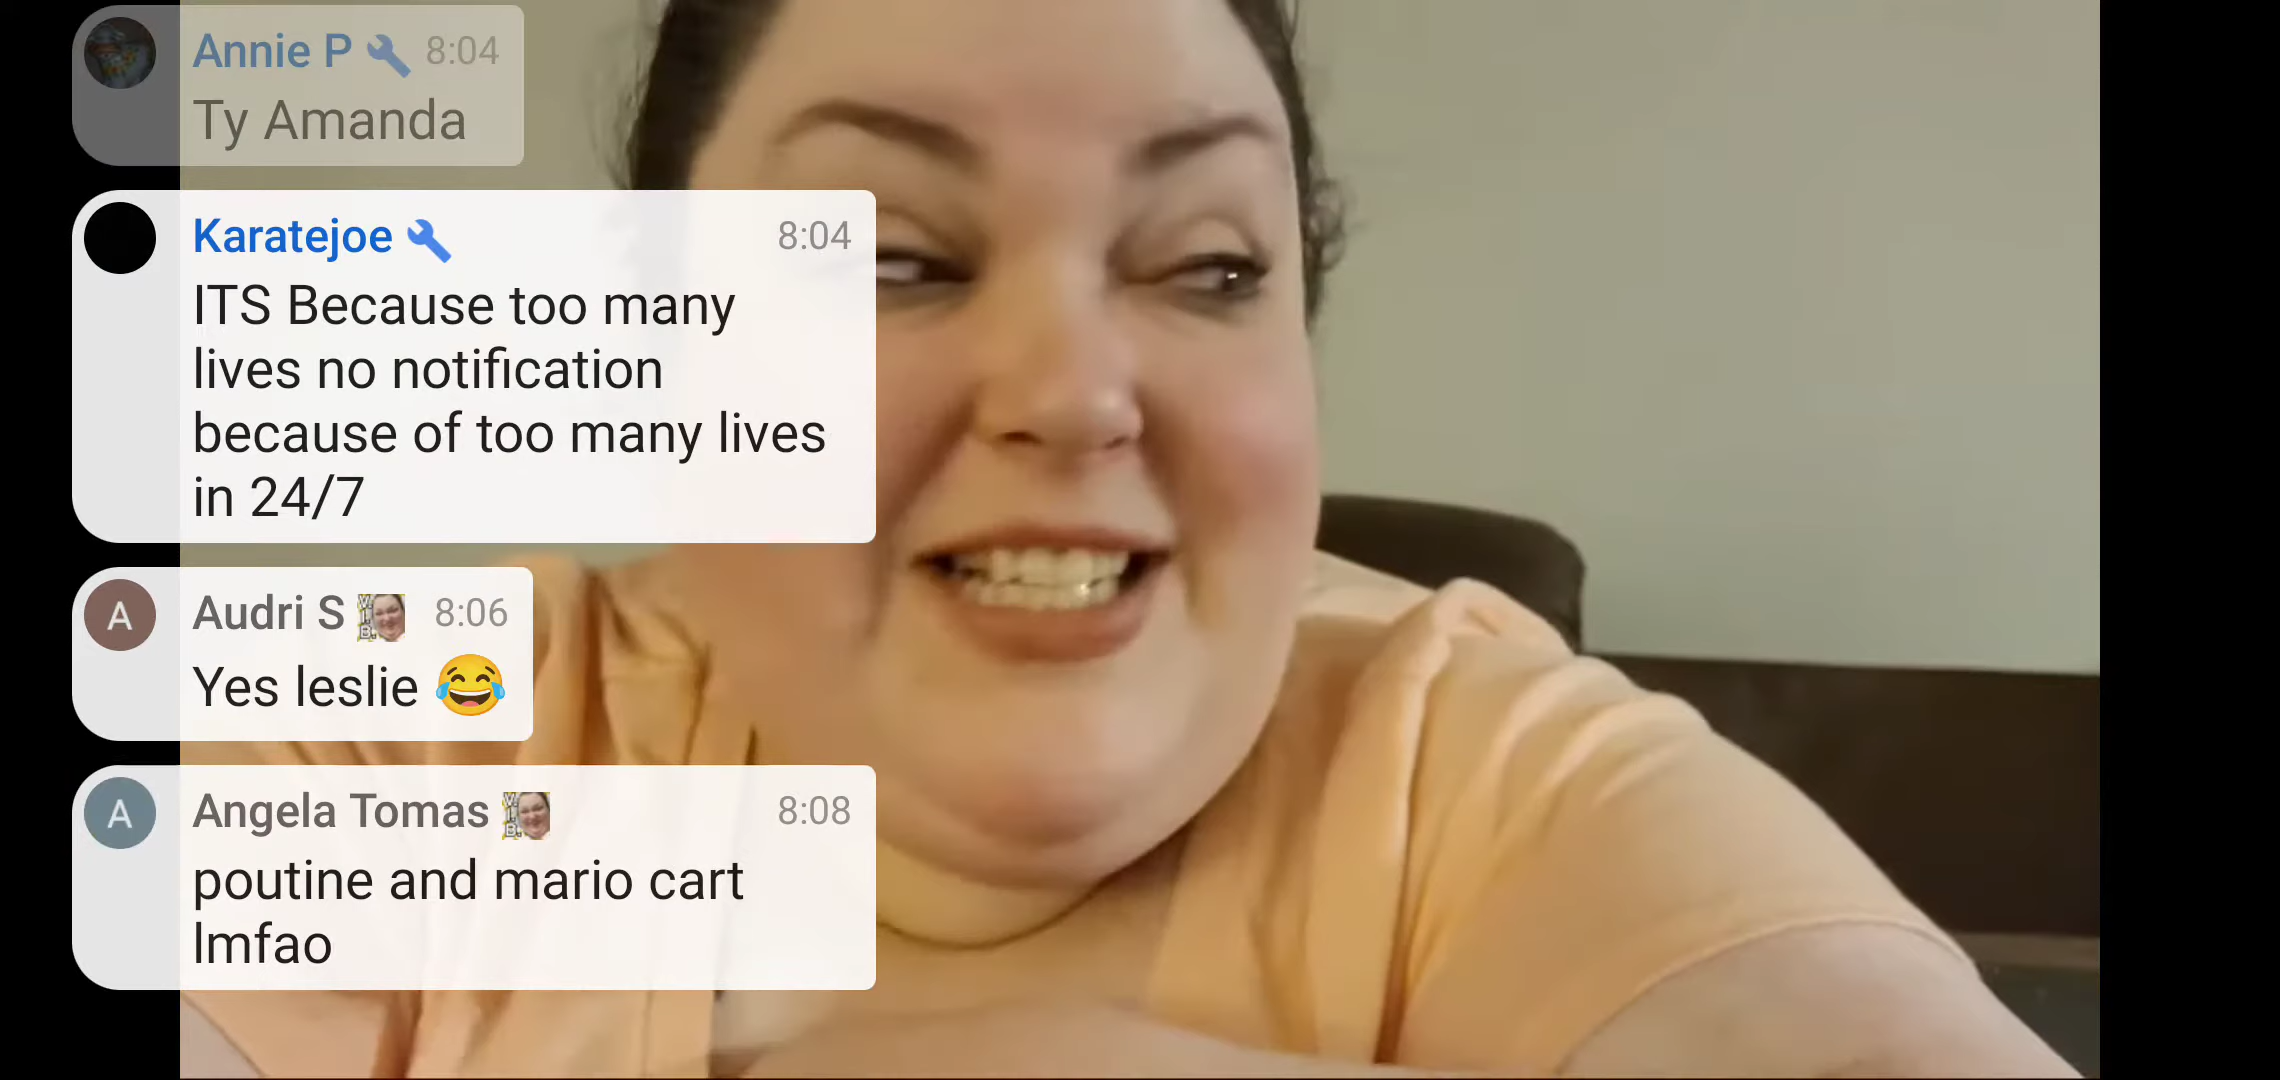 Annie P 8:04
Ty Amanda
Karatejoe 8:04
ITS Because too many
lives no notification
because of too many lives
in 24/7
A Audri S 8:06
Yes leslie 😂
A Angela Tomas 8:08
poutine and mario cart
lmfao